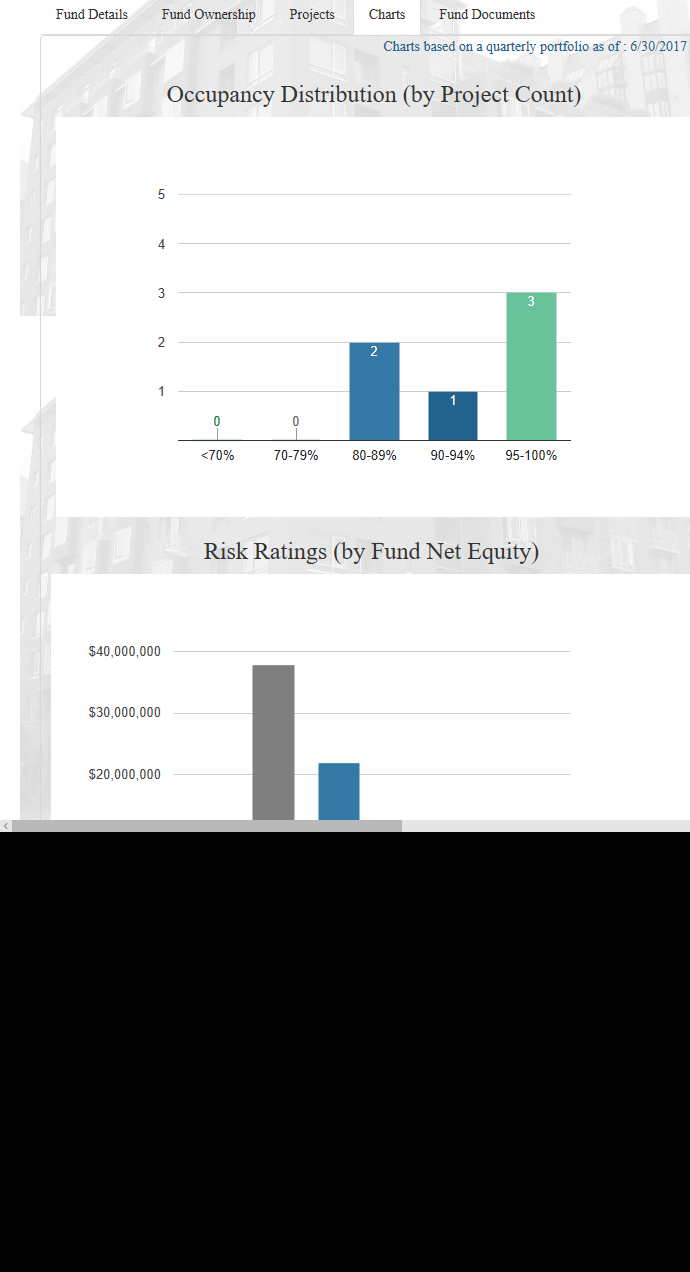 Fund Details Fund Ownership Projects Charts Fund Documents
Charts based on a quarterly portfolio as of : 6/30/2017
Occupancy Distribution (by Project Count)
5
4
3
2
1
0 0 2 1 3
<70% 70-79% 80-89% 90-94% 95-100%
Risk Ratings (by Fund Net Equity)
$40,000,000
$30,000,000
$20,000,000